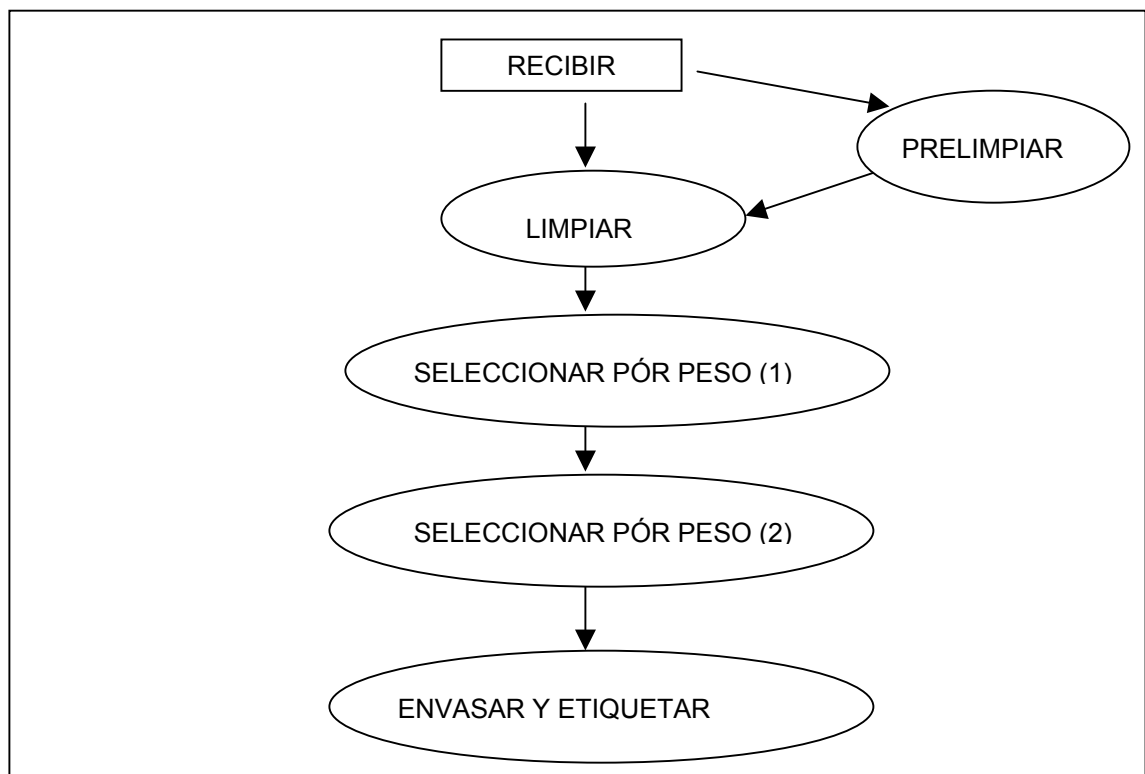 RECIBIR
PRELIMPIAR
LIMPIAR
SELECCIONAR PÓR PESO (1)
SELECCIONAR PÓR PESO (2)
ENVASAR Y ETIQUETAR